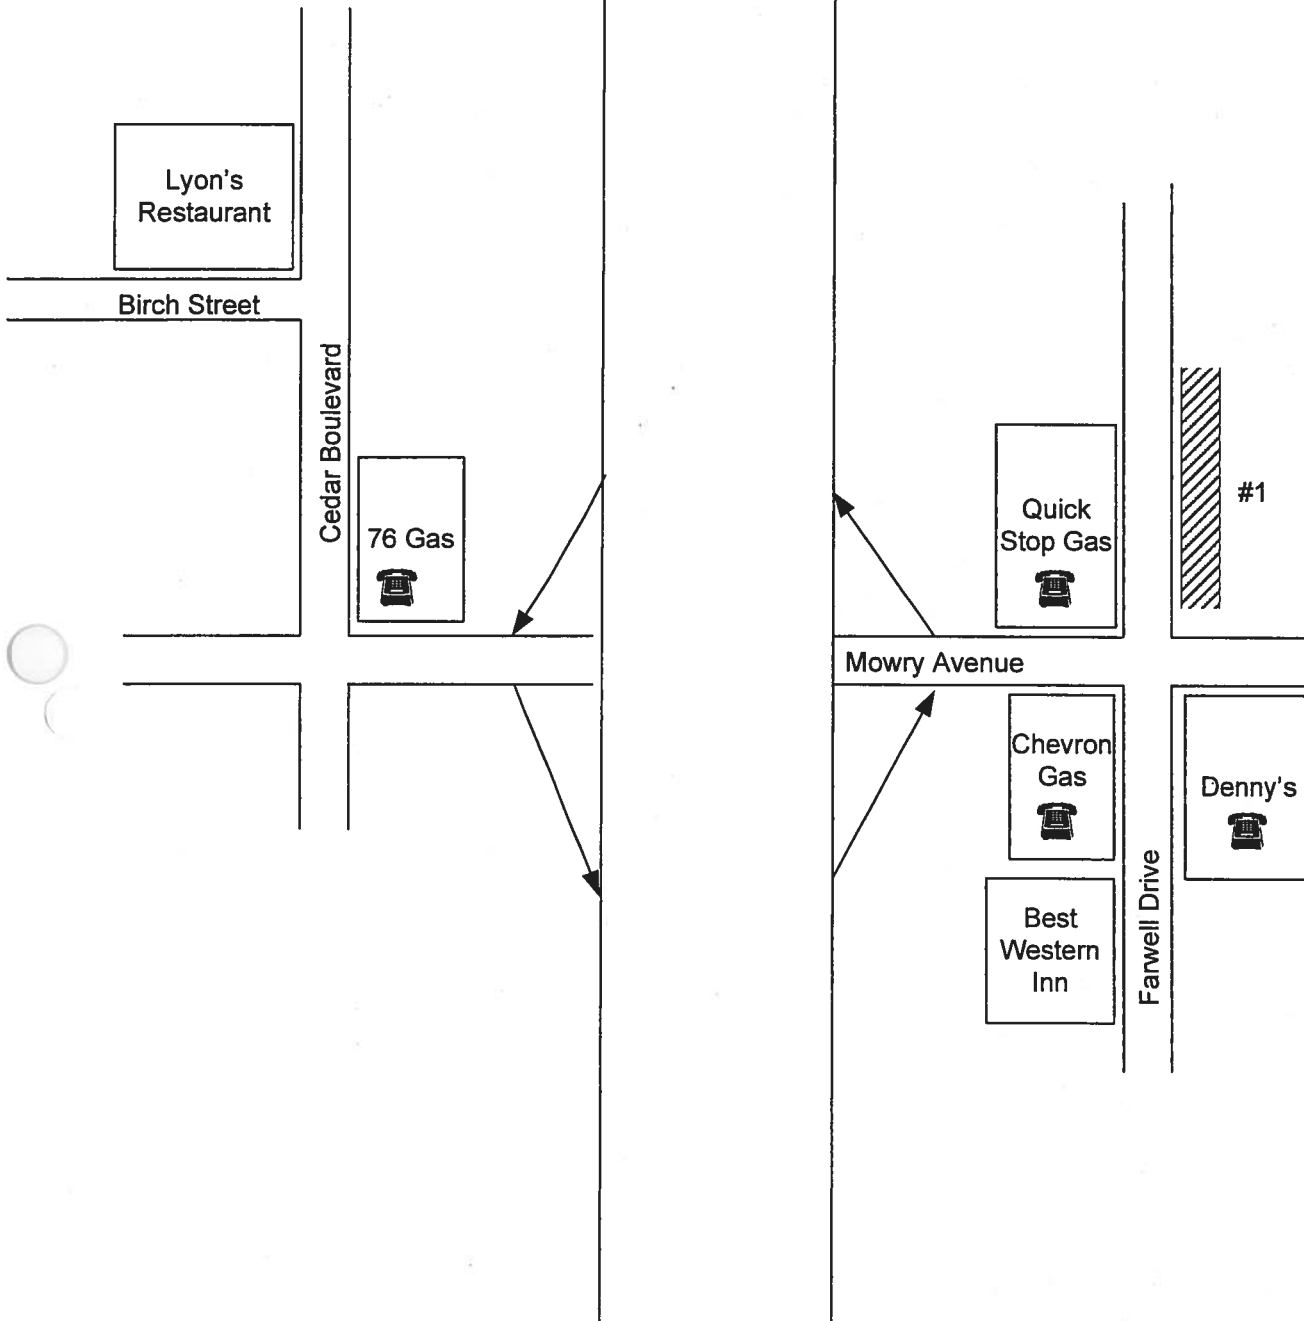 Lyon's
Restaurant
Birch Street
Cedar Boulevard
76 Gas
Quick
Stop Gas
#1
Mowry Avenue
Chevron
Gas
Denny's
Best
Western
Inn
Farwell Drive